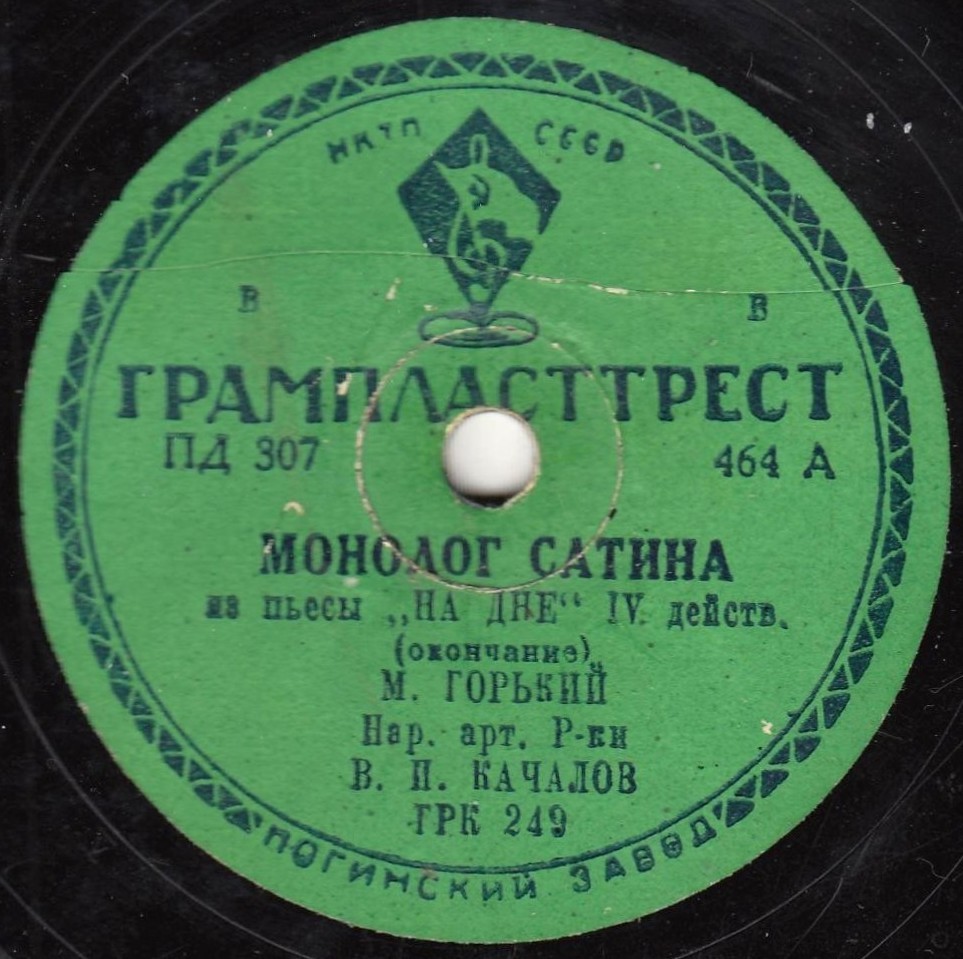 НКТП СССР
В В
ГРАМПЛАСТТРЕСТ
ПД 307 464 А
МОНОЛОГ САТИНА
из пьесы „НА ДНЕ“ IV действ.
(окончание)
М. ГОРЬКИЙ
Нар. арт. Р-ки
В. И. КАЧАЛОВ
ГРК 249
НОГИНСКИЙ ЗАВОД